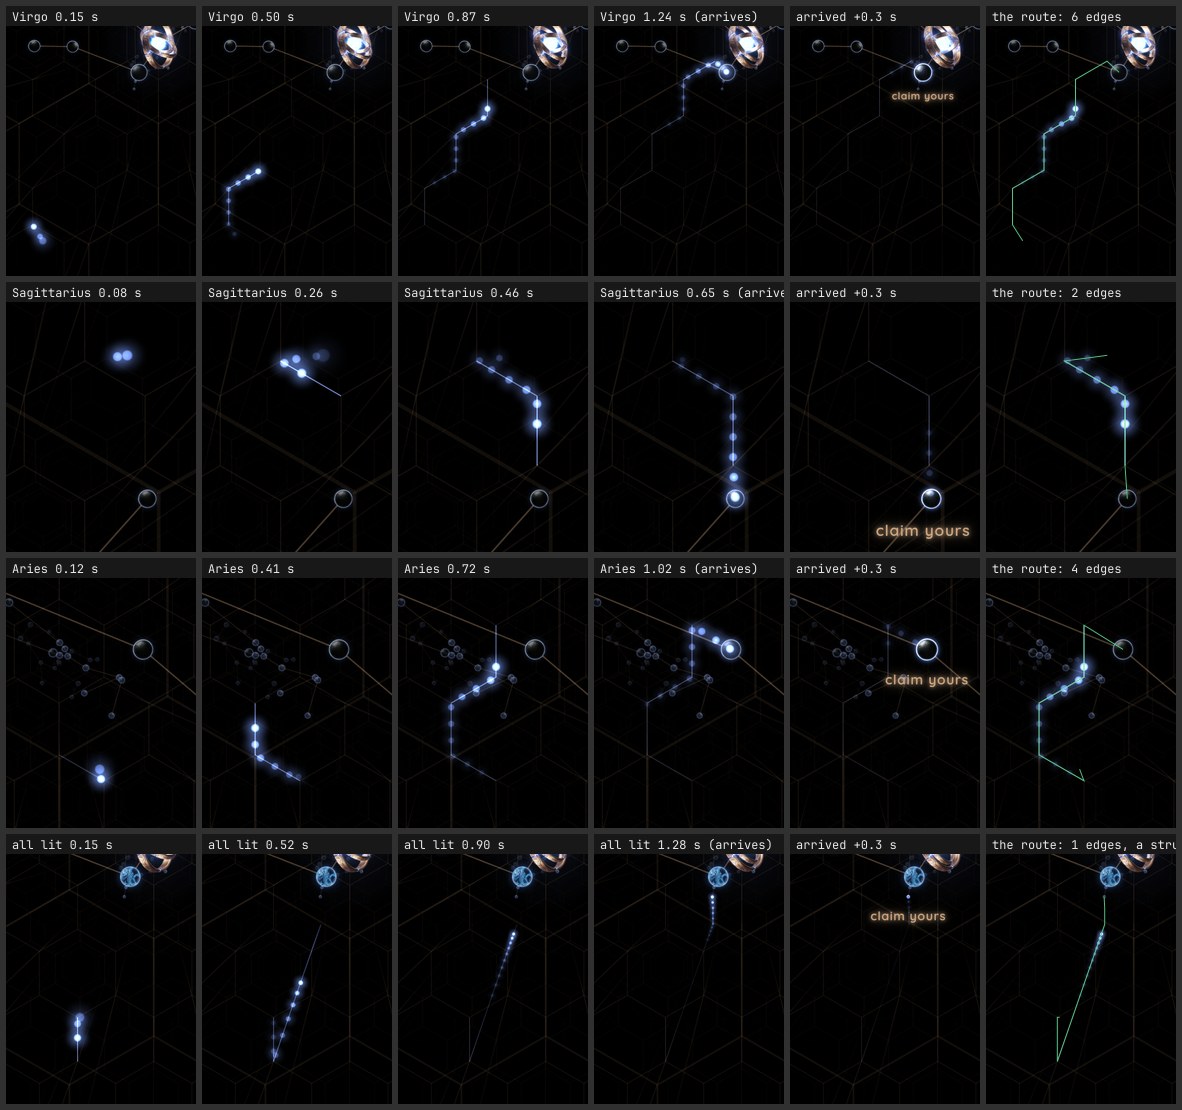 Virgo 0.15 s
Virgo 0.50 s
Virgo 0.87 s
Virgo 1.24 s (arrives)
arrived +0.3 s
the route: 6 edges
claim yours
Sagittarius 0.08 s
Sagittarius 0.26 s
Sagittarius 0.46 s
Sagittarius 0.65 s (arrive
arrived +0.3 s
the route: 2 edges
claim yours
Aries 0.12 s
Aries 0.41 s
Aries 0.72 s
Aries 1.02 s (arrives)
arrived +0.3 s
the route: 4 edges
claim yours
all lit 0.15 s
all lit 0.52 s
all lit 0.90 s
all lit 1.28 s (arrives)
arrived +0.3 s
the route: 1 edges, a stru
claim yours